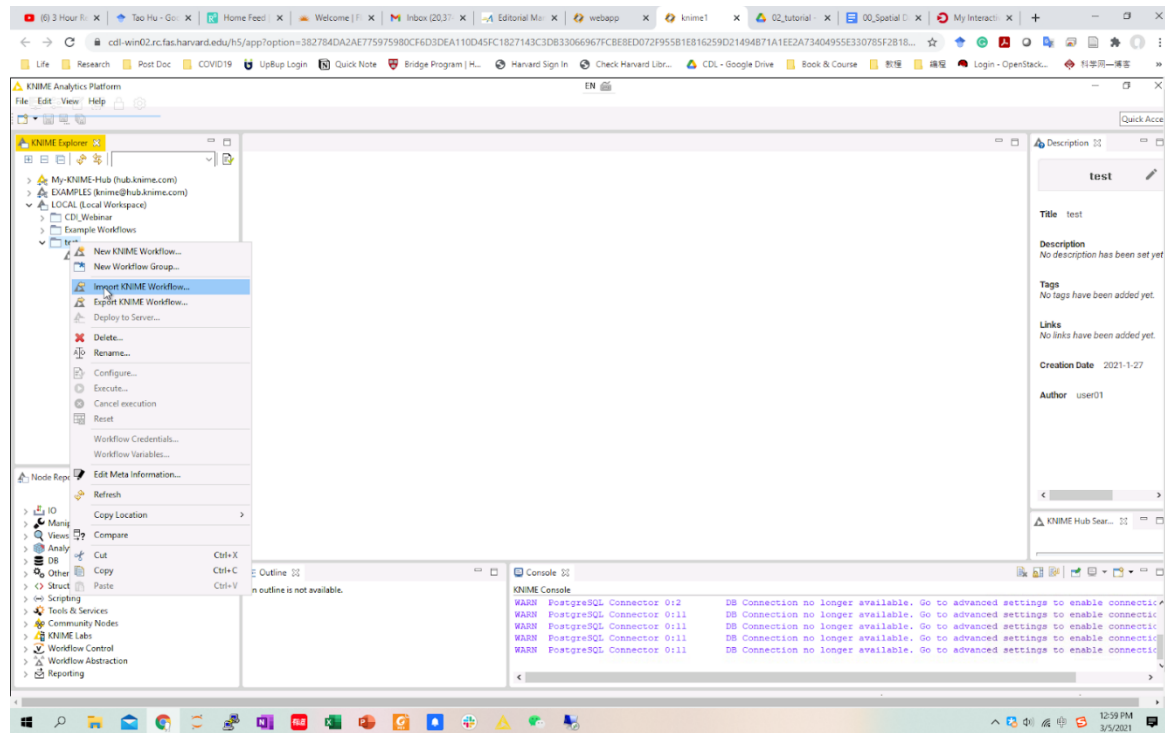 (6) 3 Hour R
Tao Hu - Go
Home Feed
Welcome | F
Inbox (20,37
Editorial Ma
webapp
knime1
02_tutorial -
00_Spatial D
My Interacti
cdl-win02.rc.fas.harvard.edu/h5/app?option=382784DA2AE775975980CF6D3DEA110D45FC1827143C3DB33066967FCBE8ED072F955B1E816259D21494B71A1EE2A73404955E330785F2B18...
Life
Research
Post Doc
COVID19
UpBup Login
Quick Note
Bridge Program | H...
Harvard Sign In
Check Harvard Libr...
CDL - Google Drive
Book & Course
教程
编程
Login - OpenStack...
科学网—博客
»
KNIME Analytics Platform
EN
File Edit View Help
Quick Acce
KNIME Explorer
My-KNIME-Hub (hub.knime.com)
EXAMPLES (knime@hub.knime.com)
LOCAL (Local Workspace)
CDI_Webinar
Example Workflows
test
New KNIME Workflow...
New Workflow Group...
Import KNIME Workflow...
Export KNIME Workflow...
Deploy to Server...
Delete...
Rename...
Configure...
Execute...
Cancel execution
Reset
Workflow Credentials...
Workflow Variables...
Edit Meta Information...
Refresh
Copy Location
Compare
Cut Ctrl+X
Copy Ctrl+C
Paste Ctrl+V
Node Repo
IO
Manip
Views
Analy
DB
Other
Struct
Scripting
Tools & Services
Community Nodes
KNIME Labs
Workflow Control
Workflow Abstraction
Reporting
Outline
n outline is not available.
Console
KNIME Console
WARN PostgreSQL Connector 0:2 DB Connection no longer available. Go to advanced settings to enable connectic
WARN PostgreSQL Connector 0:11 DB Connection no longer available. Go to advanced settings to enable connectic
WARN PostgreSQL Connector 0:11 DB Connection no longer available. Go to advanced settings to enable connectic
WARN PostgreSQL Connector 0:11 DB Connection no longer available. Go to advanced settings to enable connectic
WARN PostgreSQL Connector 0:11 DB Connection no longer available. Go to advanced settings to enable connectic
Description
test
Title test
Description
No description has been set yet
Tags
No tags have been added yet.
Links
No links have been added yet.
Creation Date 2021-1-27
Author user01
KNIME Hub Sear...
12:59 PM
3/5/2021